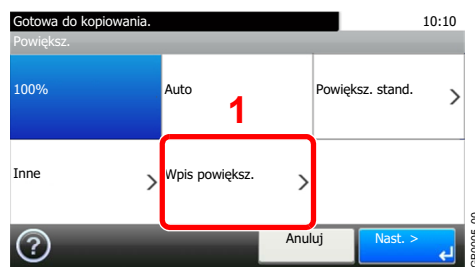 Gotowa do kopiowania. 10:10
Powiększ.
100% Auto Powiększ. stand. >
1
Inne > Wpis powiększ. >
? Anuluj Nast. >